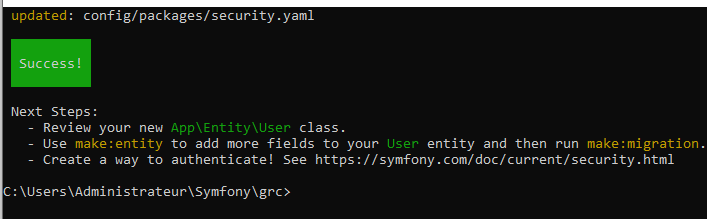 updated: config/packages/security.yaml
Success!
Next Steps:
- Review your new App\Entity\User class.
- Use make:entity to add more fields to your User entity and then run make:migration.
- Create a way to authenticate! See https://symfony.com/doc/current/security.html
C:\Users\Administrateur\Symfony\grc>